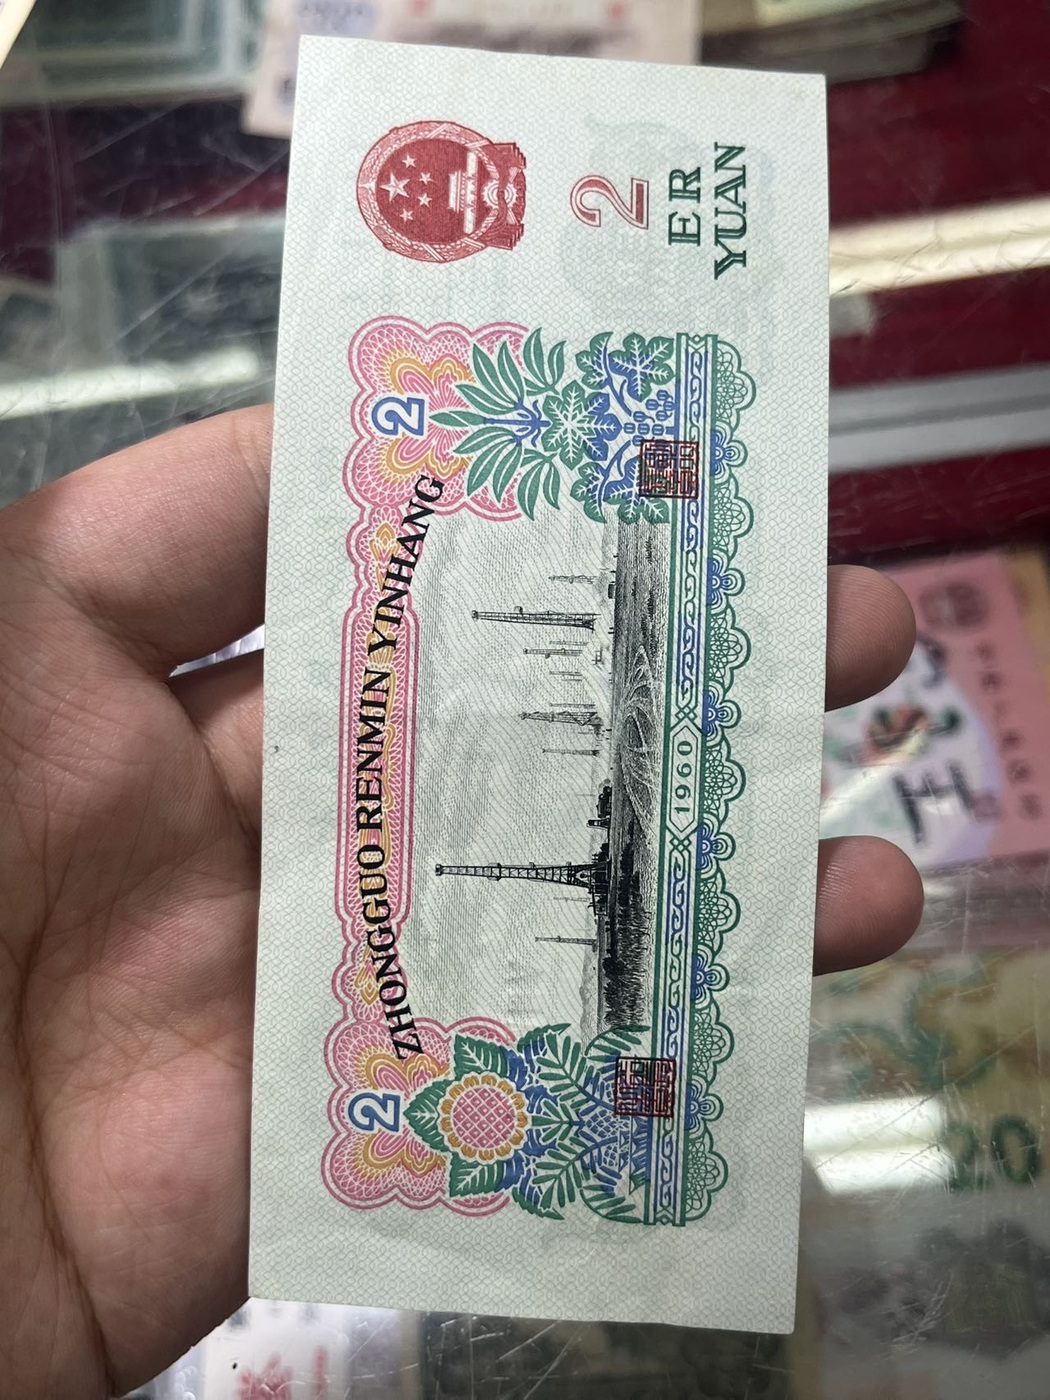 ZHONGGUO RENMIN YINHANG
2
2
2
ER
YUAN
1960